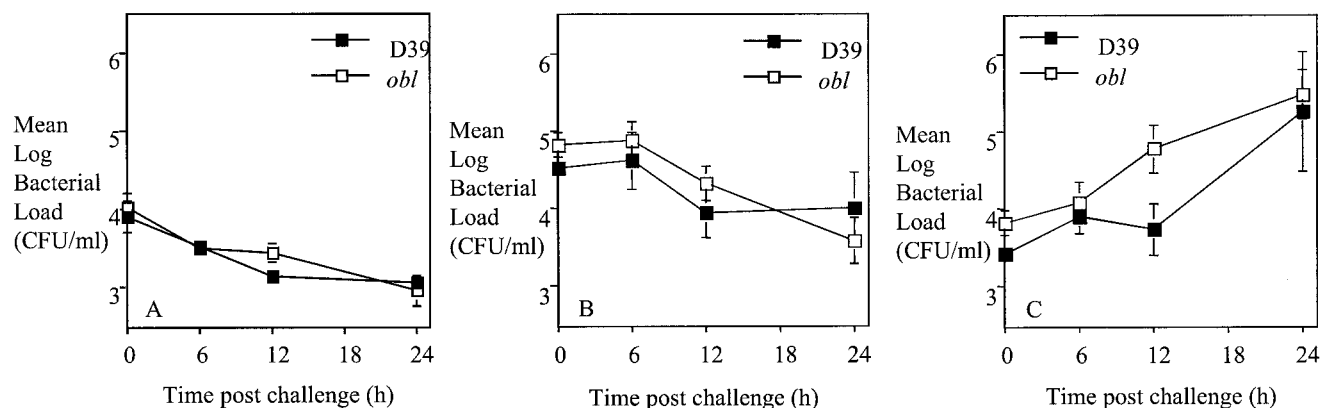 D39
obl
6
5
4
3
Mean
Log
Bacterial
Load
(CFU/ml)
A
0 6 12 18 24
Time post challenge (h)
D39
obl
6
5
4
3
Mean
Log
Bacterial
Load
(CFU/ml)
B
0 6 12 18 24
Time post challenge (h)
D39
obl
6
5
4
3
Mean
Log
Bacterial
Load
(CFU/ml)
C
0 6 12 18 24
Time post challenge (h)